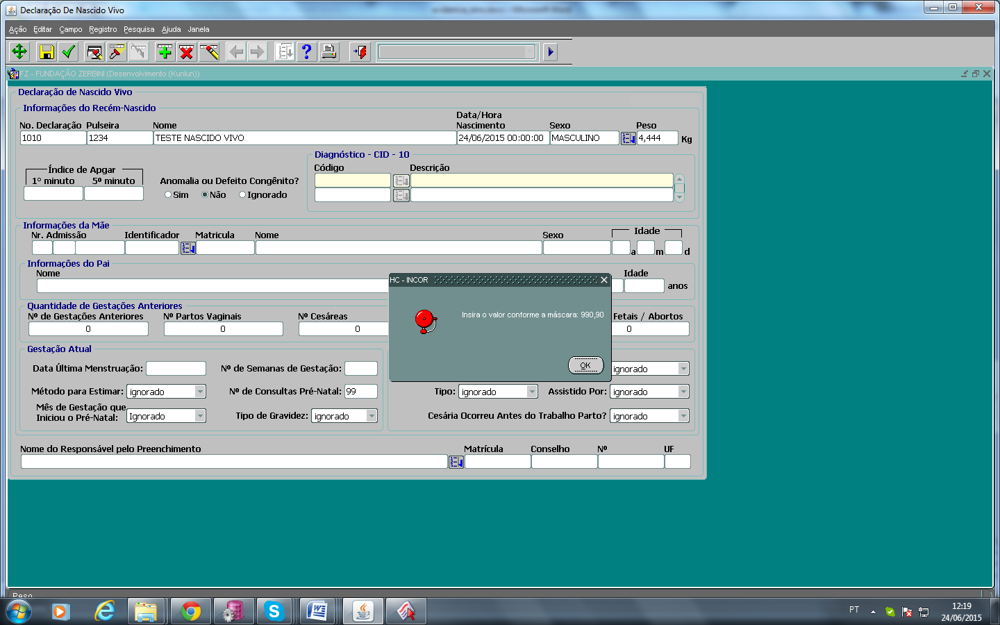 Declaração De Nascido Vivo
Ação Editar Campo Registro Pesquisa Ajuda Janela
FZ - FUNDAÇÃO ZERBINI (Desenvolvimento (Kunlun))
Declaração de Nascido Vivo
Informações do Recém-Nascido
Data/Hora
No. Declaração Pulseira Nome Nascimento Sexo Peso
1010 1234 TESTE NASCIDO VIVO 24/06/2015 00:00:00 MASCULINO 4,444 Kg
Diagnóstico - CID - 10
Índice de Apgar Código Descrição
1º minuto 5º minuto Anomalia ou Defeito Congênito?
Sim Não Ignorado
Informações da Mãe
Nr. Admissão Identificador Matricula Nome Sexo Idade
a m d
Informações do Pai
Nome Idade
anos
HC - INCOR
Insira o valor conforme a máscara: 990,90
OK
Quantidade de Gestações Anteriores
Nº de Gestações Anteriores Nº Partos Vaginais Nº Cesáreas Fetais / Abortos
0 0 0 0
Gestação Atual
Data Última Menstruação: Nº de Semanas de Gestação: ignorado
Método para Estimar: ignorado Nº de Consultas Pré-Natal: 99 Tipo: ignorado Assistido Por: ignorado
Mês de Gestação que
Iniciou o Pré-Natal: Ignorado Tipo de Gravidez: ignorado Cesária Ocorreu Antes do Trabalho Parto? ignorado
Nome do Responsável pelo Preenchimento Matrícula Conselho Nº UF
Peso
PT 12:19
24/06/2015